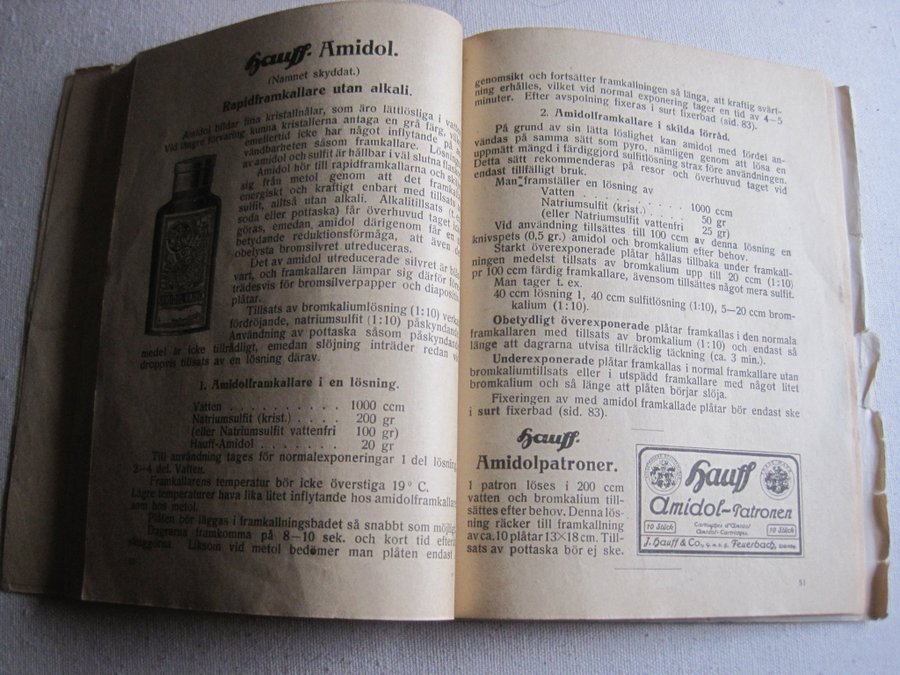 Hauff. Amidol.
(Namnet skyddat.)
Rapidframkallare utan alkali.
Amidol bildar fina kristallnålar, som äro lättlösliga i
Vid längre förvaring kunna kristallerna antaga en grå färg,
emellertid icke har något inflytande på
vändbarheten såsom framkallare.
av amidol och sulfit är hållbar i väl slutna
Amidol hör till rapidframkallarna och
sig från metol genom att det
energiskt och kraftigt enbart med tillsats
sulfit, alltså utan alkali. Alkalitillsats (t.
soda eller pottaska) får överhuvud taget
göras, emedan amidol därigenom får en
betydande reduktionsförmåga, att även
obelysta bromsilvret utreduceras.
Det av amidol utreducerade silvret är
vart, och framkallaren lämpar sig därför
trädesvis för bromsilverpapper och
plåtar.
Tillsats av bromkaliumlösning (1:10)
fördröjande, natriumsulfit (1:10) påskyndande
Användning av pottaska såsom påskyndande
medel är icke tillrådligt, emedan slöjning inträder redan
droppvis tillsats av en lösning därav.
1. Amidolframkallare i en lösning.
Vatten . . . . . . . . . . 1000 ccm
Natriumsulfit (krist.) . . . . . 200 gr
(eller Natriumsulfit vattenfri 100 gr)
Hauff-Amidol . . . . . . . 20 gr
Till användning tages för normalexponeringar 1 del lösning
3—4 del. Vatten.
Framkallarens temperatur bör icke överstiga 19° C.
Lägre temperaturer hava lika litet inflytande hos amidolframkallare
som hos metol.
Plåten bör läggas i framkallningsbadet så snabbt som möjligt
Dagrarna framkomma på 8—10 sek. och kort tid
skuggorna. Liksom vid metol bedömer man plåten endast
genomsikt och fortsätter framkallningen så länga, att kraftig svärt-
ning erhålles, vilket vid normal exponering tager en tid av 4—5
minuter. Efter avspolning fixeras i surt fixerbad (sid. 83).
2. Amidolframkallare i skilda förråd.
På grund av sin lätta löslighet kan amidol med fördel an-
vändas på samma sätt som pyro, nämligen genom att lösa en
uppmätt mängd i färdiggjord sulfitlösning strax före användningen.
Detta sätt rekommenderas på resor och överhuvud taget vid
endast tillfälligt bruk.
Man framställer en lösning av
Vatten . . . . . . . . . . 1000 ccm
Natriumsulfit (krist.) . . . . . 50 gr
(eller Natriumsulfit vattenfri 25 gr)
Vid användning tillsättes till 100 ccm av denna lösning en
knivspets (0,5 gr.) amidol och bromkalium efter behov.
Starkt överexponerade plåtar hållas tillbaka under framkall-
ningen medelst tillsats av bromkalium upp till 20 ccm (1:10)
pr 100 ccm färdig framkallare, ävensom tillsättes något mera sulfit.
Man tager t. ex.
40 ccm lösning 1, 40 ccm sulfitlösning (1:10), 5—20 ccm brom-
kalium (1:10).
Obetydligt överexponerade plåtar framkallas i den normala
framkallaren med tillsats av bromkalium (1:10) och endast så
länge att dagrarna utvisa tillräcklig täckning (ca. 3 min.).
Underexponerade plåtar framkallas i normal framkallare utan
bromkaliumtillsats eller i utspädd framkallare med något litet
bromkalium och så länge att plåten börjar slöja.
Fixeringen av med amidol framkallade plåtar bör endast ske
i surt fixerbad (sid. 83).
Hauff.
Amidolpatroner.
1 patron löses i 200 ccm
vatten och bromkalium till-
sättes efter behov. Denna lös-
ning räcker till framkallning
av ca. 10 plåtar 13×18 cm. Till-
sats av pottaska bör ej ske.
Hauff
Amidol-Patronen
10 Stück
Cartouches d'Amidol
Amidol-Cartridges
10 Stück
J. Hauff & Co., G.m.b.H. Feuerbach,
51